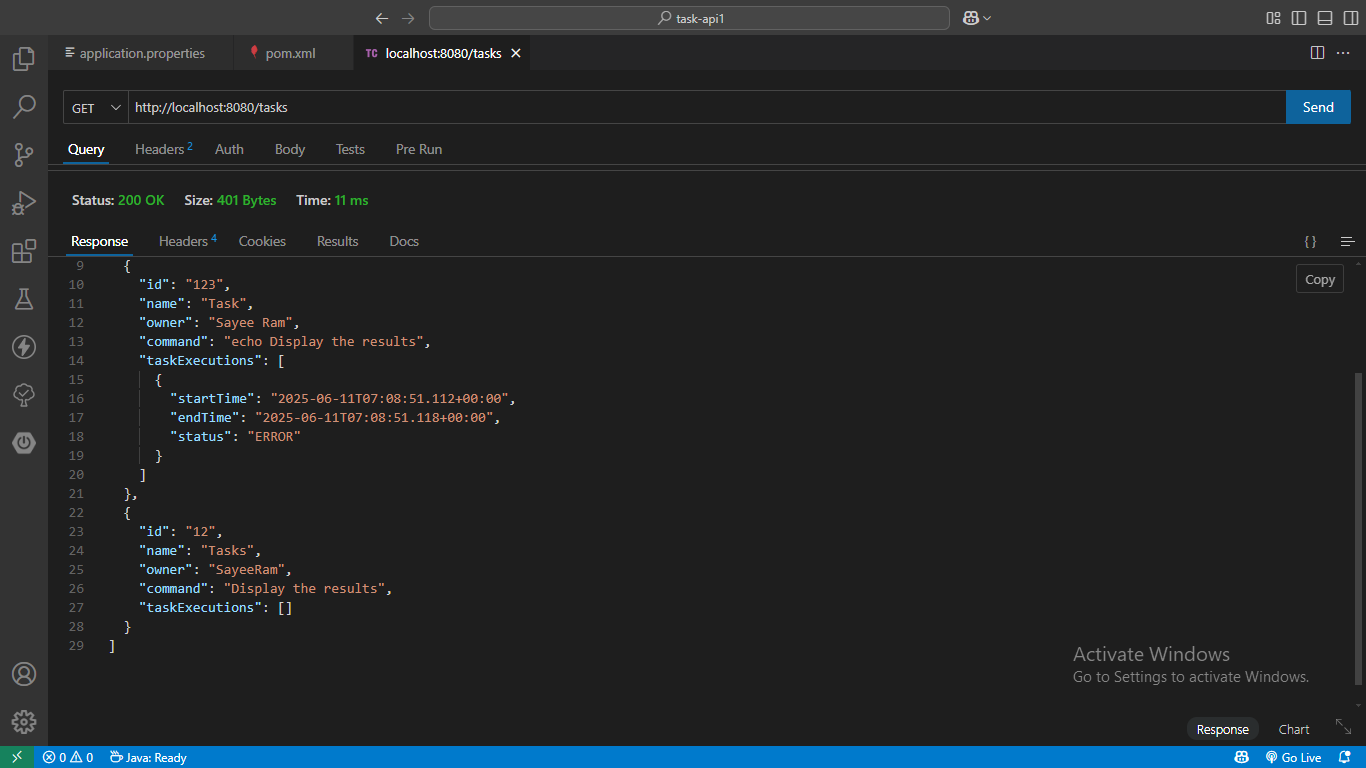 task-api1
application.properties
pom.xml
TC localhost:8080/tasks
GET http://localhost:8080/tasks Send
Query Headers 2 Auth Body Tests Pre Run
Status: 200 OK Size: 401 Bytes Time: 11 ms
Response Headers 4 Cookies Results Docs { }
Copy
9 {
10 "id": "123",
11 "name": "Task",
12 "owner": "Sayee Ram",
13 "command": "echo Display the results",
14 "taskExecutions": [
15 {
16 "startTime": "2025-06-11T07:08:51.112+00:00",
17 "endTime": "2025-06-11T07:08:51.118+00:00",
18 "status": "ERROR"
19 }
20 ]
21 },
22 {
23 "id": "12",
24 "name": "Tasks",
25 "owner": "SayeeRam",
26 "command": "Display the results",
27 "taskExecutions": []
28 }
29 ]
Activate Windows
Go to Settings to activate Windows.
Response Chart
0 0 Java: Ready Go Live